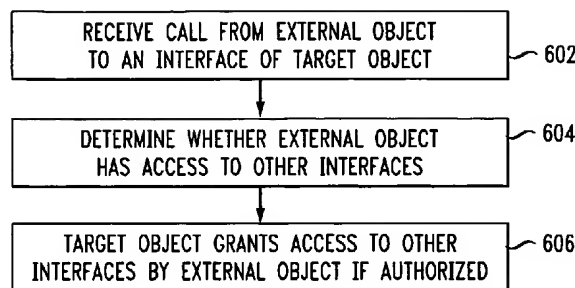 RECEIVE CALL FROM EXTERNAL OBJECT
TO AN INTERFACE OF TARGET OBJECT
602
DETERMINE WHETHER EXTERNAL OBJECT
HAS ACCESS TO OTHER INTERFACES
604
TARGET OBJECT GRANTS ACCESS TO OTHER
INTERFACES BY EXTERNAL OBJECT IF AUTHORIZED
606